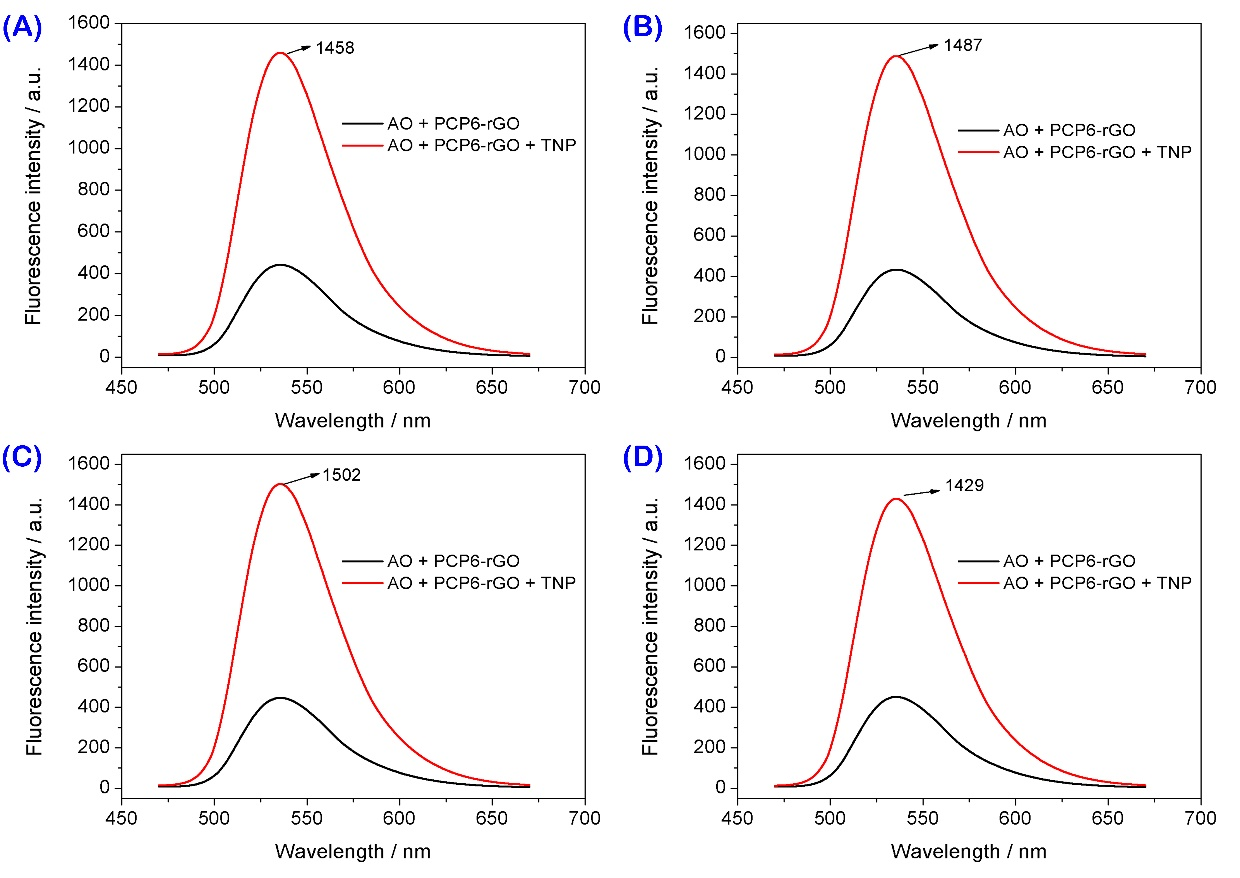 (A)
Fluorescence intensity / a.u.
1600
1400
1200
1000
800
600
400
200
0
1458
AO + PCP6-rGO
AO + PCP6-rGO + TNP
450 500 550 600 650 700
Wavelength / nm
(B)
Fluorescence intensity / a.u.
1600
1400
1200
1000
800
600
400
200
0
1487
AO + PCP6-rGO
AO + PCP6-rGO + TNP
450 500 550 600 650 700
Wavelength / nm
(C)
Fluorescence intensity / a.u.
1600
1400
1200
1000
800
600
400
200
0
1502
AO + PCP6-rGO
AO + PCP6-rGO + TNP
450 500 550 600 650 700
Wavelength / nm
(D)
Fluorescence intensity / a.u.
1600
1400
1200
1000
800
600
400
200
0
1429
AO + PCP6-rGO
AO + PCP6-rGO + TNP
450 500 550 600 650 700
Wavelength / nm